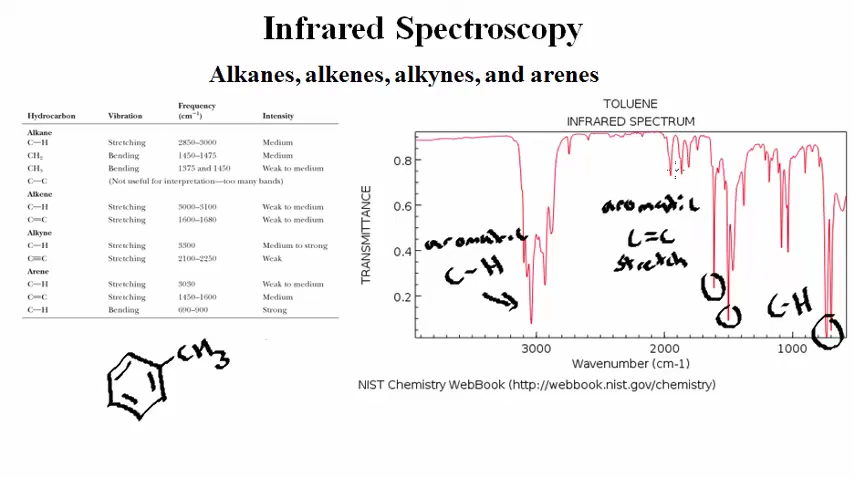 Infrared Spectroscopy
Alkanes, alkenes, alkynes, and arenes
Hydrocarbon Vibration Frequency (cm⁻¹) Intensity
Alkane
C—H Stretching 2850–3000 Medium
CH₂ Bending 1450–1475 Medium
CH₃ Bending 1375 and 1450 Weak to medium
C—C (Not useful for interpretation—too many bands)
Alkene
C—H Stretching 3000–3100 Weak to medium
C=C Stretching 1600–1680 Weak to medium
Alkyne
C—H Stretching 3300 Medium to strong
C≡C Stretching 2100–2250 Weak
Arene
C—H Stretching 3030 Weak to medium
C=C Stretching 1450–1600 Medium
C—H Bending 690–900 Strong
CH₃
TOLUENE
INFRARED SPECTRUM
TRANSMITTANCE
0.8
0.6
0.4
0.2
aromatic
C-H
aromatic
C=C
stretch
C-H
3000 2000 1000
Wavenumber (cm-1)
NIST Chemistry WebBook (http://webbook.nist.gov/chemistry)